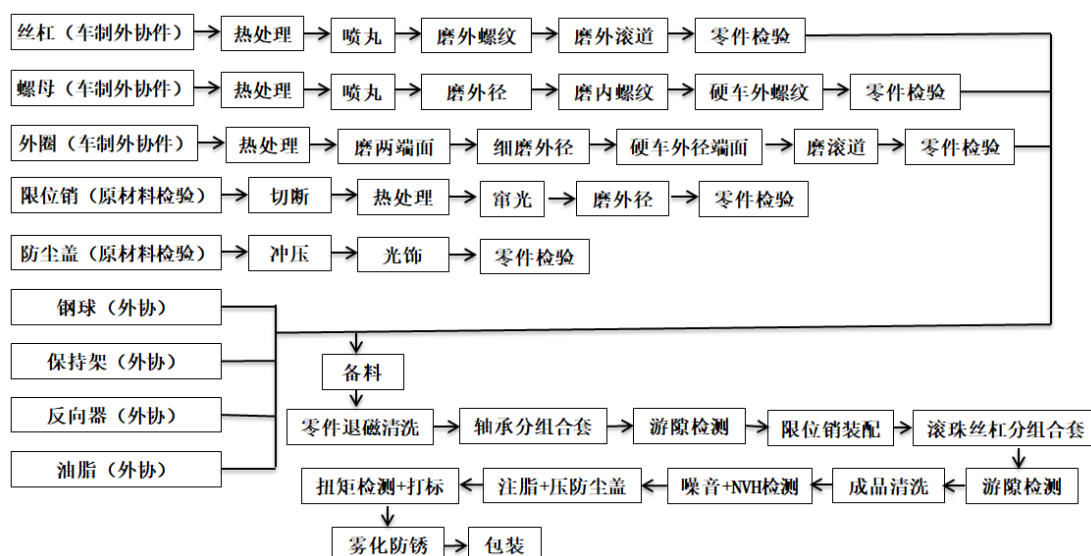 丝杠（车制外协件）
热处理
喷丸
磨外螺纹
磨外滚道
零件检验
螺母（车制外协件）
热处理
喷丸
磨外径
磨内螺纹
硬车外螺纹
零件检验
外圈（车制外协件）
热处理
磨两端面
细磨外径
硬车外径端面
磨滚道
零件检验
限位销（原材料检验）
切断
热处理
窜光
磨外径
零件检验
防尘盖（原材料检验）
冲压
光饰
零件检验
钢球（外协）
保持架（外协）
反向器（外协）
油脂（外协）
备料
零件退磁清洗
轴承分组合套
游隙检测
限位销装配
滚珠丝杠分组合套
扭矩检测+打标
注脂+压防尘盖
噪音+NVH检测
成品清洗
游隙检测
雾化防锈
包装